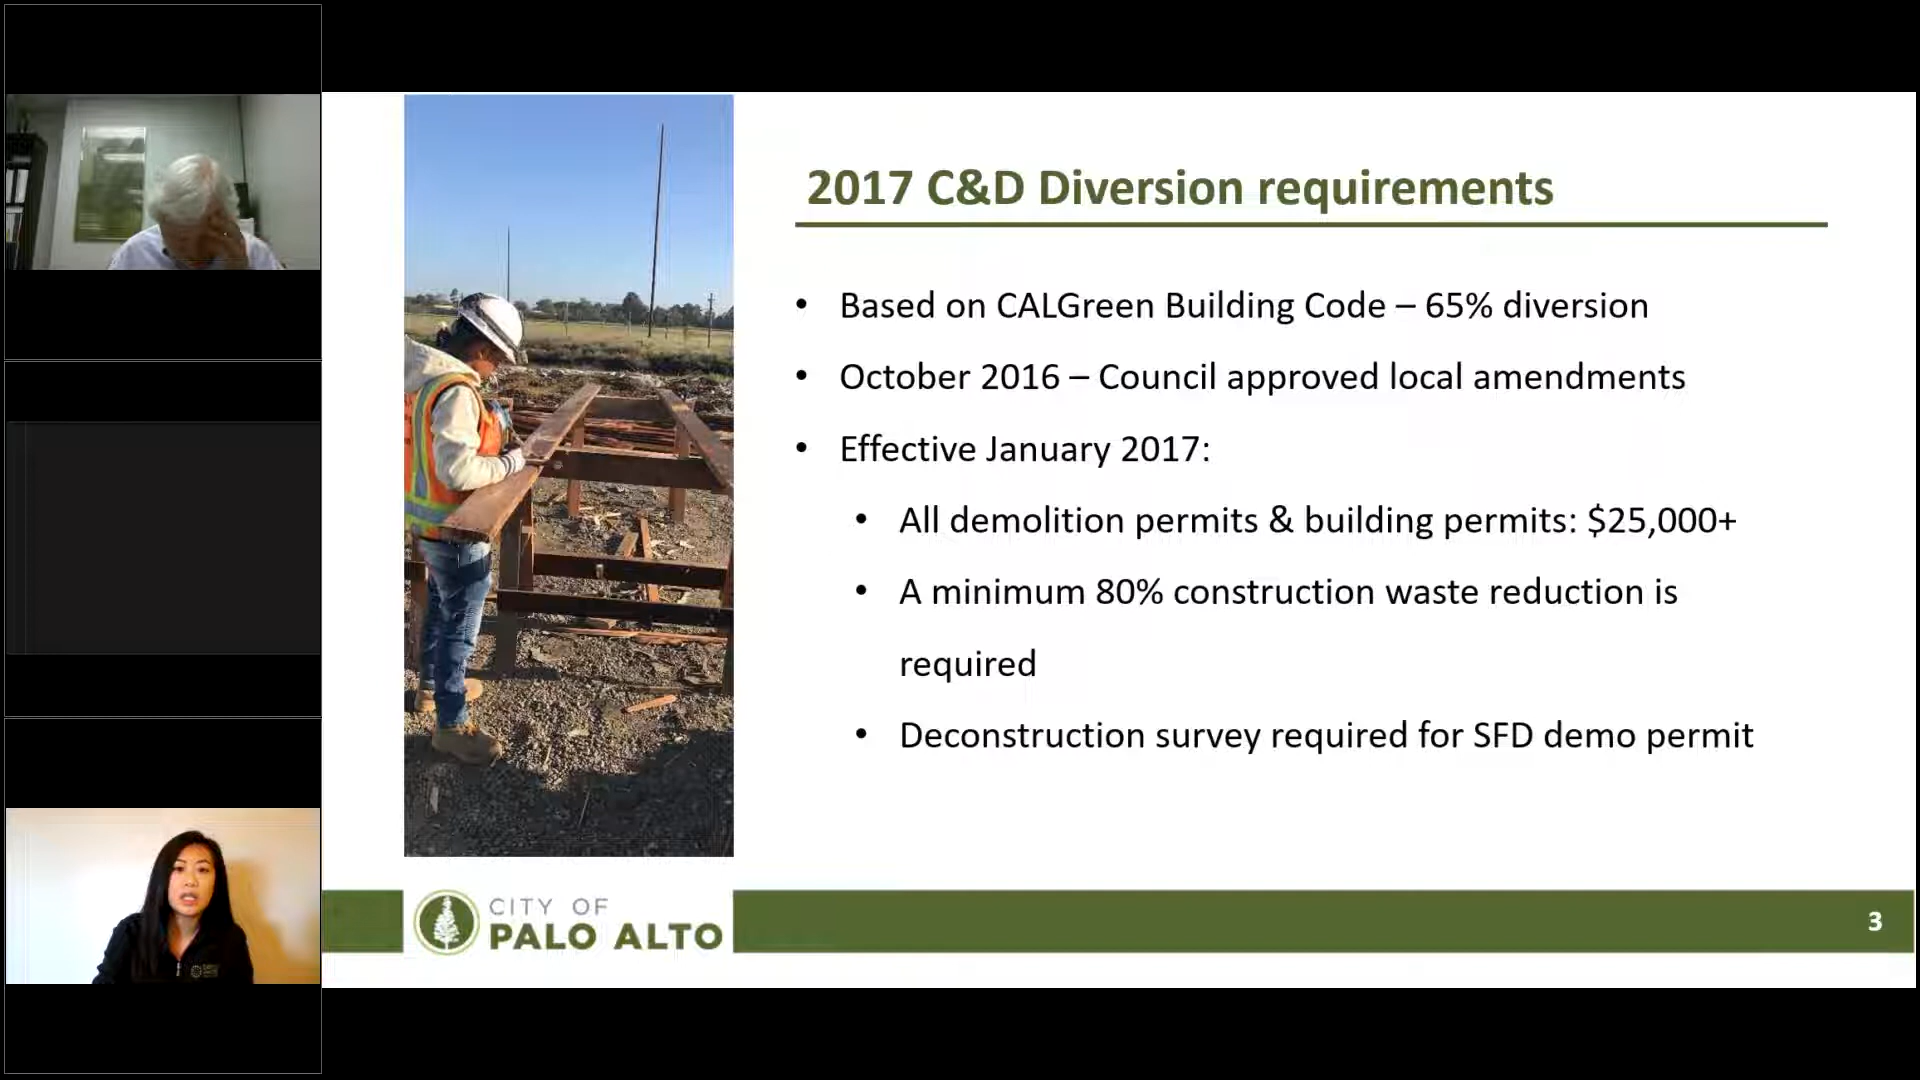 2017 C&D Diversion requirements
• Based on CALGreen Building Code – 65% diversion
• October 2016 – Council approved local amendments
• Effective January 2017:
• All demolition permits & building permits: $25,000+
• A minimum 80% construction waste reduction is
required
• Deconstruction survey required for SFD demo permit
CITY OF
PALO ALTO
3